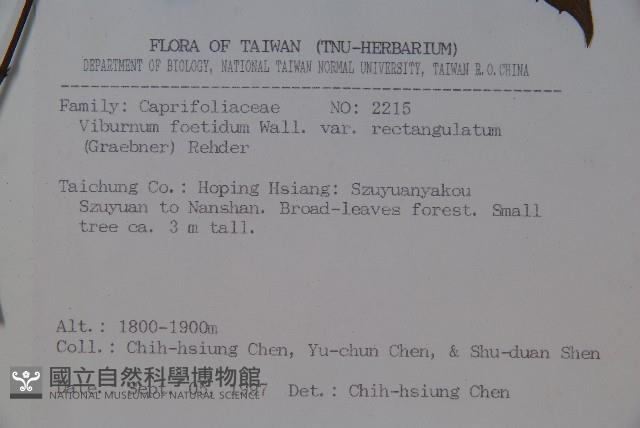 FLORA OF TAIWAN (TNU-HERBARIUM)
DEPARTMENT OF BIOLOGY, NATIONAL TAIWAN NORMAL UNIVERSITY, TAIWAN R.O.CHINA
Family: Caprifoliaceae NO: 2215
Viburnum foetidum Wall. var. rectangulatum
(Graebner) Rehder
Taichung Co.: Hoping Hsiang: Szuyuanyakou
Szuyuan to Nanshan. Broad-leaves forest. Small
tree ca. 3 m tall.
Alt.: 1800-1900m
Coll.: Chih-hsiung Chen, Yu-chun Chen, & Shu-duan Shen
Date: Sept. Det.: Chih-hsiung Chen
國立自然科學博物館
NATIONAL MUSEUM OF NATURAL SCIENCE